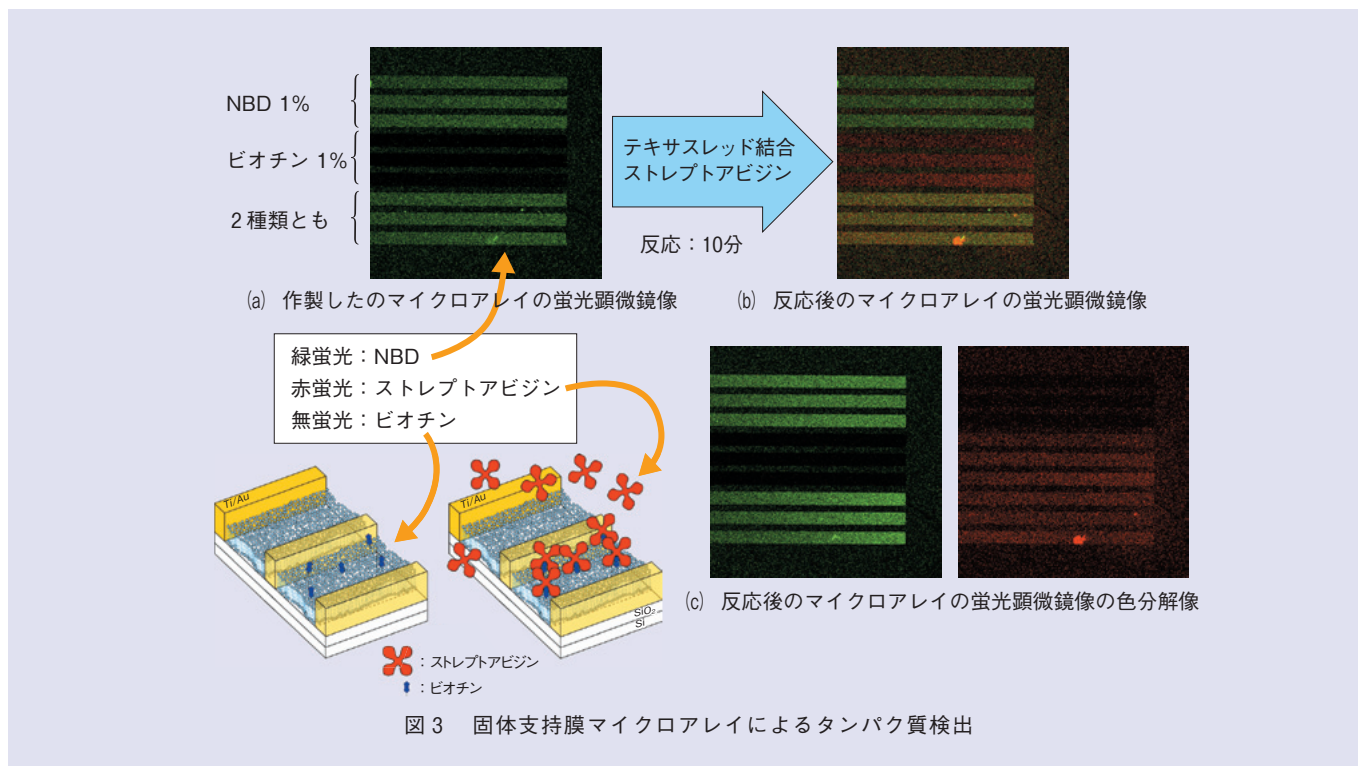 NBD 1%
ビオチン 1%
2種類とも
テキサスレッド結合
ストレプトアビジン
反応：10分
(a) 作製したのマイクロアレイの蛍光顕微鏡像
(b) 反応後のマイクロアレイの蛍光顕微鏡像
緑蛍光：NBD
赤蛍光：ストレプトアビジン
無蛍光：ビオチン
Ti/Au
Ti/Au
SiO₂
Si
(c) 反応後のマイクロアレイの蛍光顕微鏡像の色分解像
：ストレプトアビジン
：ビオチン
図3 固体支持膜マイクロアレイによるタンパク質検出